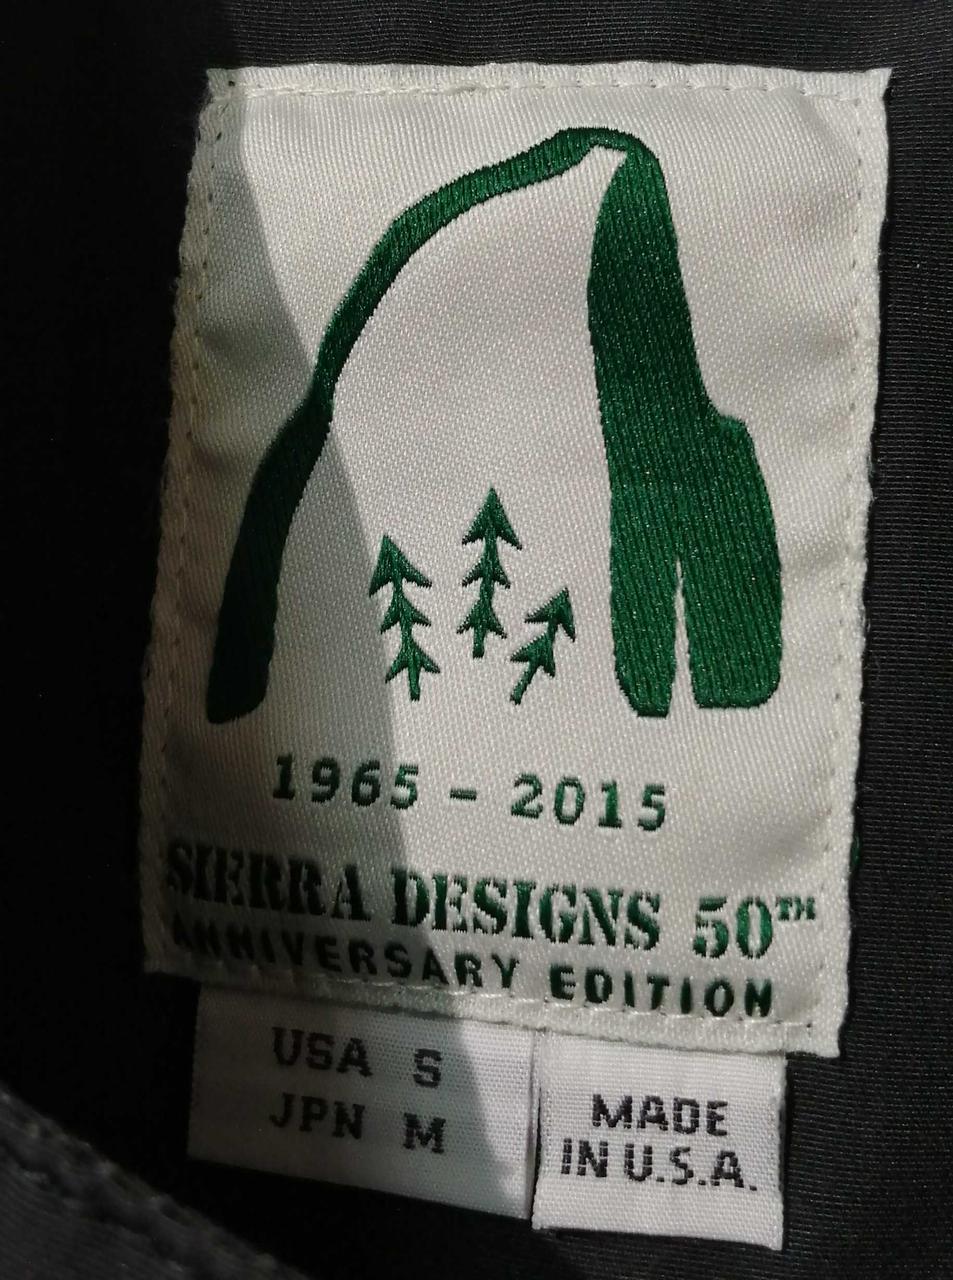 1965 - 2015
SIERRA DESIGNS 50TH
ANNIVERSARY EDITION
USA S
JPN M
MADE
IN U.S.A.